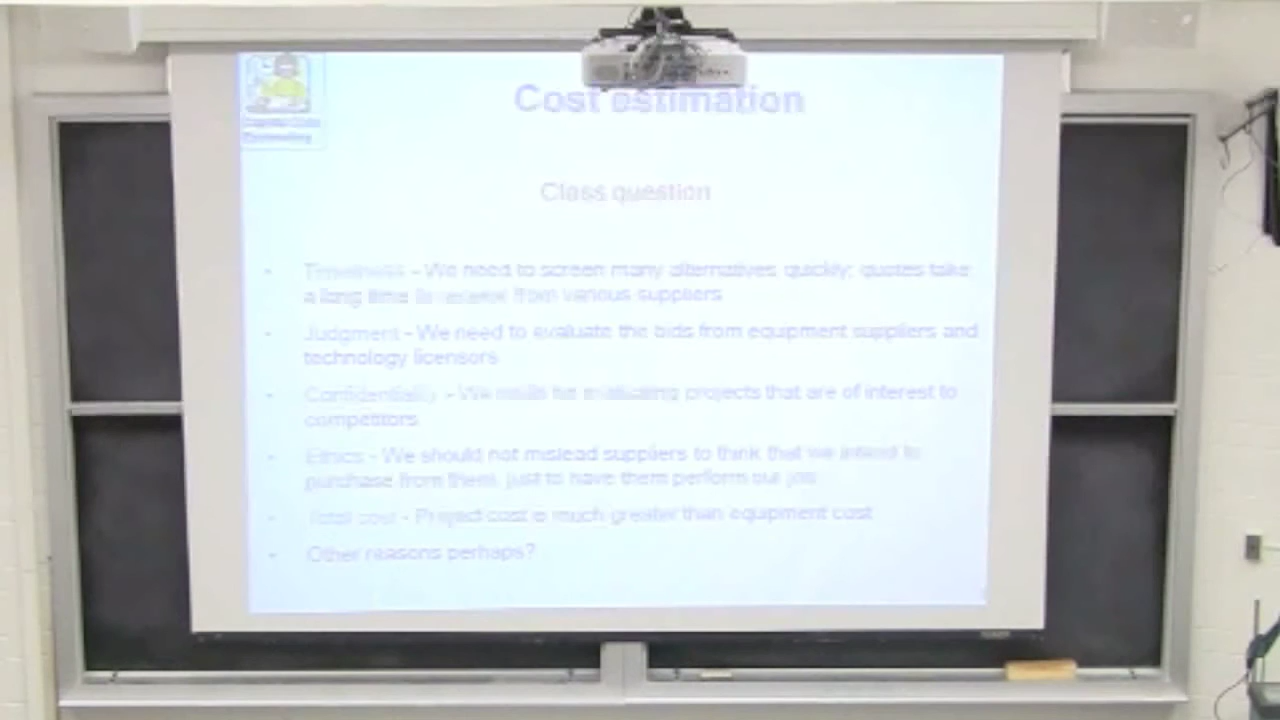 Cost estimation
Class question
Timeliness - We need to screen many alternatives quickly; quotes take
a long time to receive from various suppliers
Judgment - We need to evaluate the bids from equipment suppliers and
technology licensors
Confidentiality - We could be evaluating projects that are of interest to
competitors
Ethics - We should not mislead suppliers to think that we intend to
purchase from them, just to have them perform our job
Total cost - Project cost is much greater than equipment cost
Other reasons perhaps?